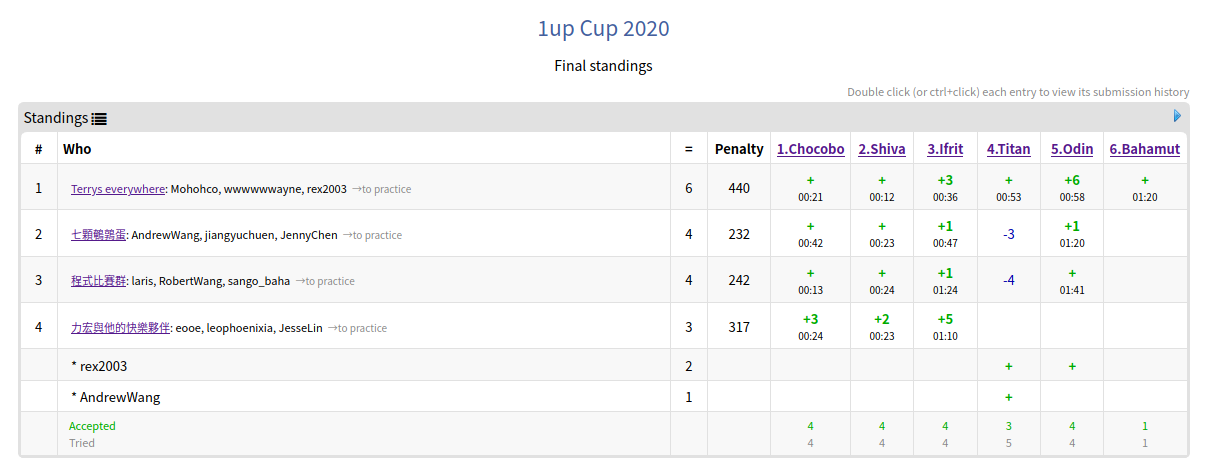 1up Cup 2020
Final standings
Double click (or ctrl+click) each entry to view its submission history
Standings
# Who = Penalty 1.Chocobo 2.Shiva 3.Ifrit 4.Titan 5.Odin 6.Bahamut
1 Terrys everywhere: Mohohco, wwwwwwayne, rex2003 →to practice 6 440 + + +3 + +6 +
00:21 00:12 00:36 00:53 00:58 01:20
2 七顆鵪鶉蛋: AndrewWang, jiangyuchuen, JennyChen →to practice 4 232 + + +1 -3 +1
00:42 00:23 00:47 01:20
3 程式比賽群: laris, RobertWang, sango_baha →to practice 4 242 + + +1 -4 +
00:13 00:24 01:24 01:41
4 力宏與他的快樂夥伴: eooe, leophoenixia, JesseLin →to practice 3 317 +3 +2 +5
00:24 00:23 01:10
* rex2003 2 + +
* AndrewWang 1 +
Accepted 4 4 4 3 4 1
Tried 4 4 4 5 4 1